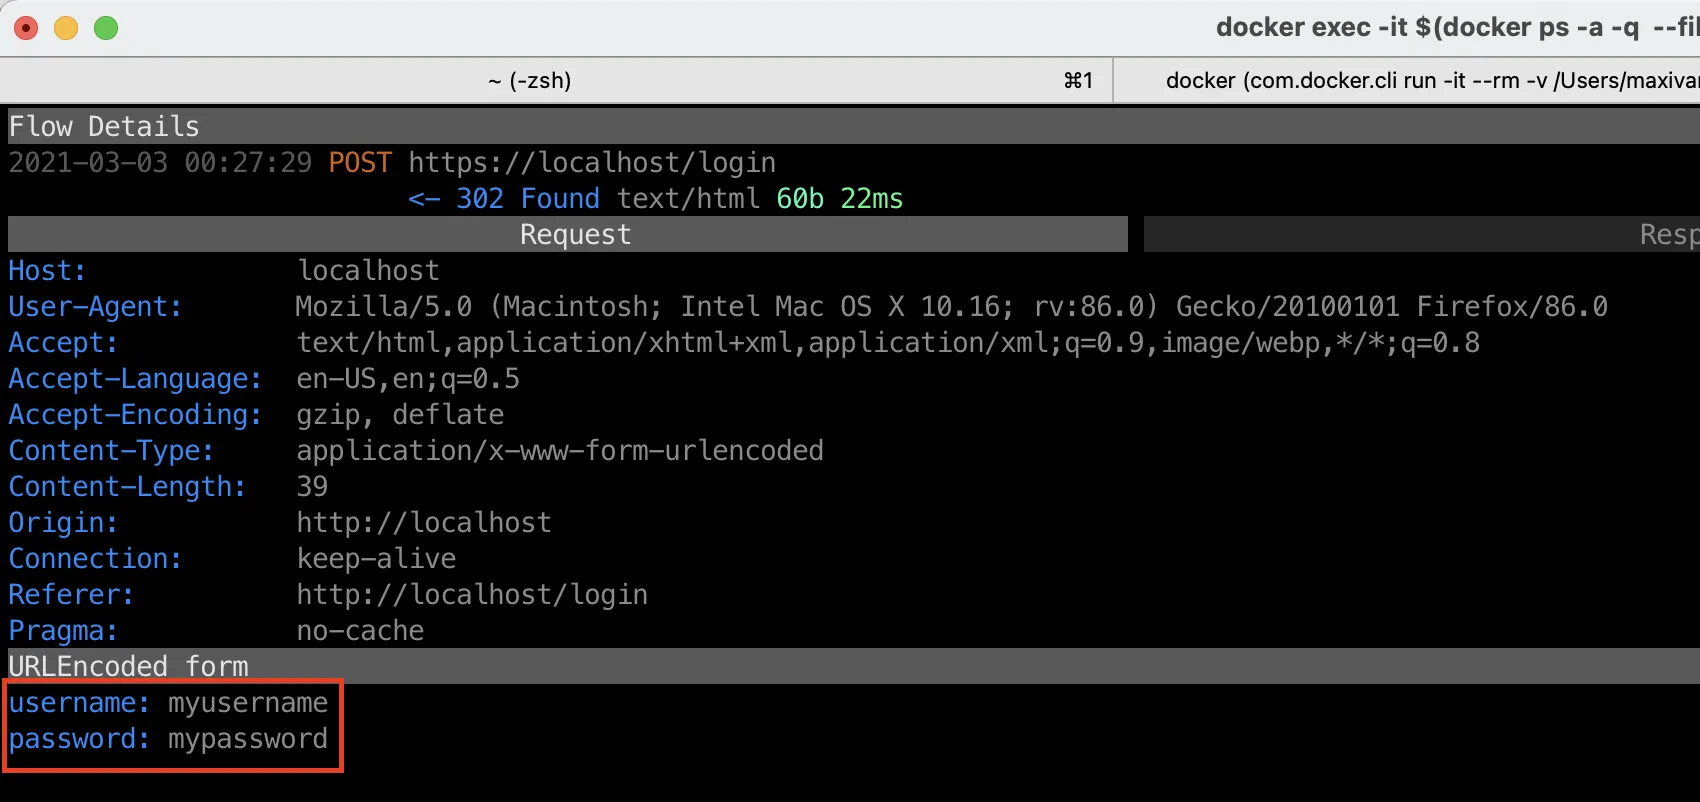 docker exec -it $(docker ps -a -q --fil
~ (-zsh) ⌘1 docker (com.docker.cli run -it --rm -v /Users/maxivan
Flow Details
2021-03-03 00:27:29 POST https://localhost/login
<- 302 Found text/html 60b 22ms
Request Resp
Host: localhost
User-Agent: Mozilla/5.0 (Macintosh; Intel Mac OS X 10.16; rv:86.0) Gecko/20100101 Firefox/86.0
Accept: text/html,application/xhtml+xml,application/xml;q=0.9,image/webp,*/*;q=0.8
Accept-Language: en-US,en;q=0.5
Accept-Encoding: gzip, deflate
Content-Type: application/x-www-form-urlencoded
Content-Length: 39
Origin: http://localhost
Connection: keep-alive
Referer: http://localhost/login
Pragma: no-cache
URLEncoded form
username: myusername
password: mypassword